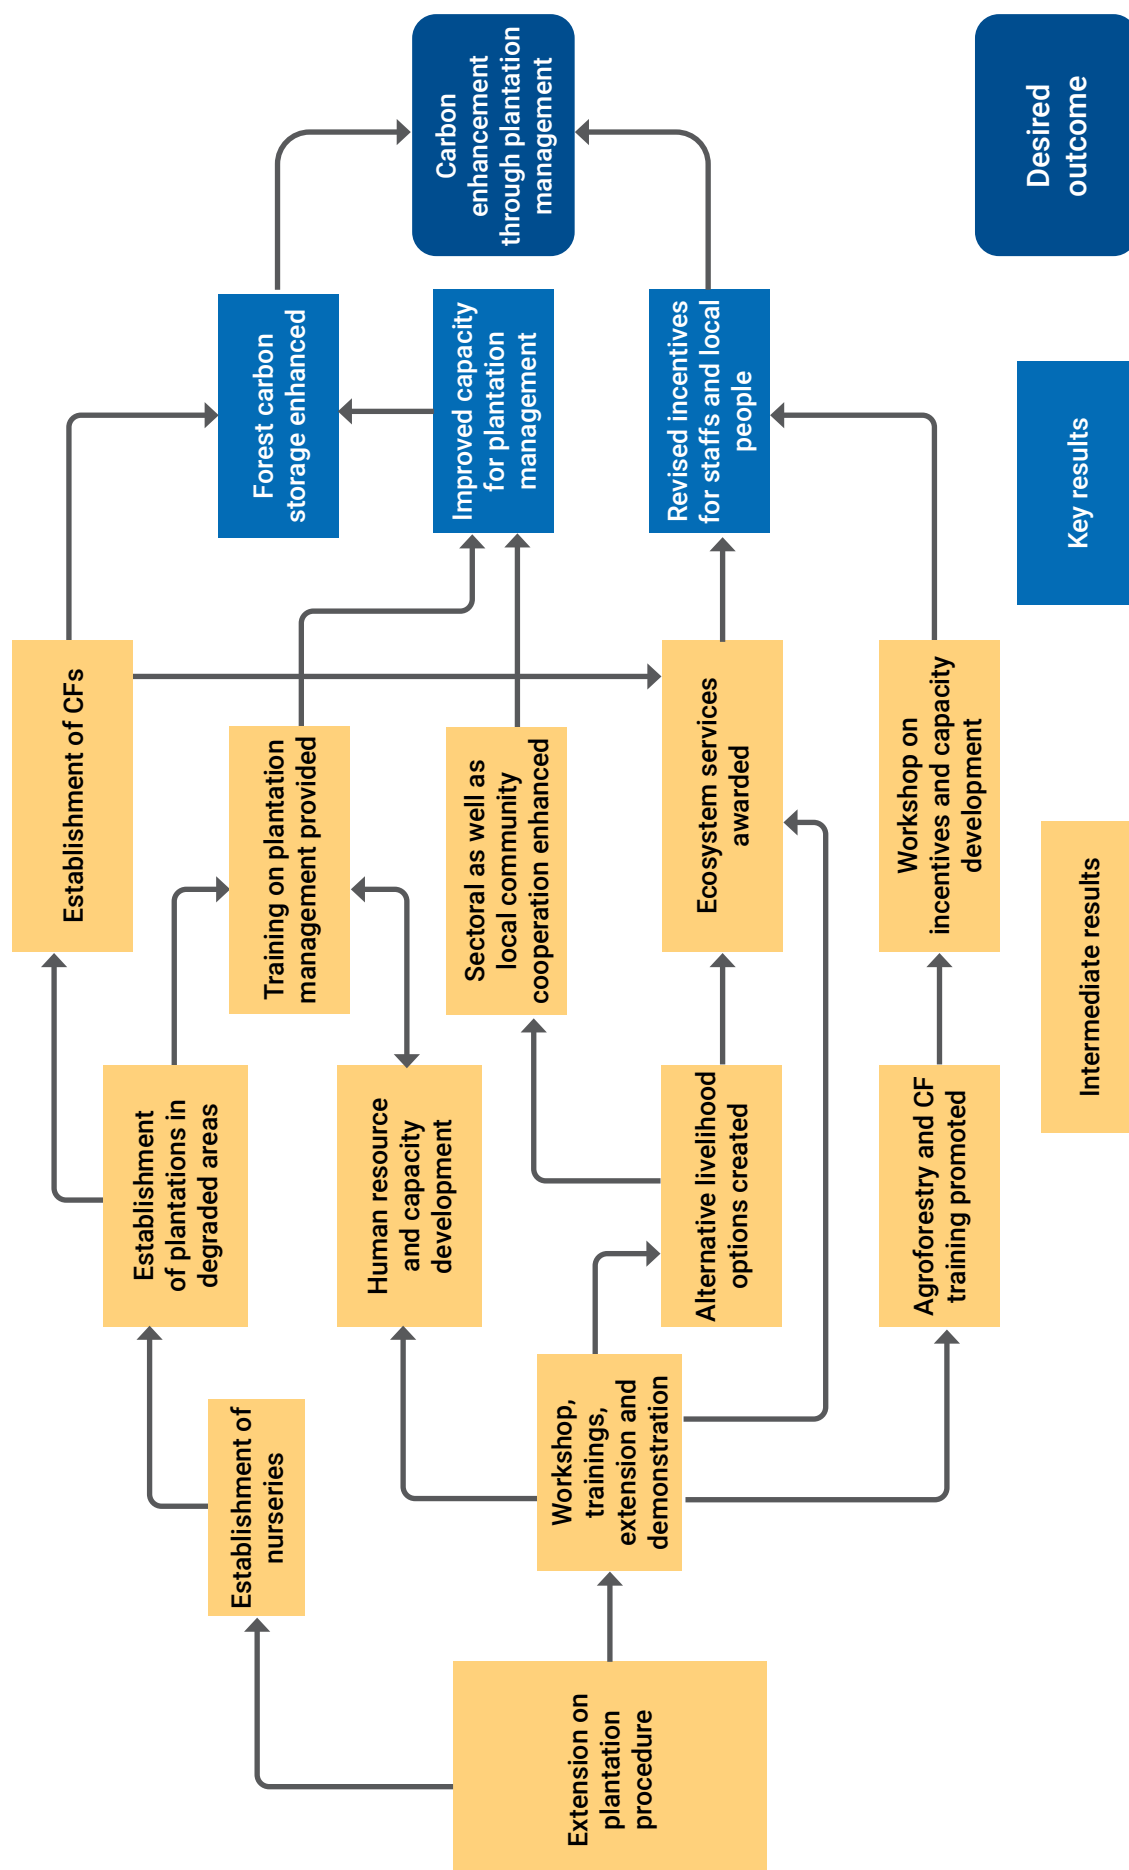 Extension on
plantation
procedure
Establishment of
nurseries
Workshop,
trainings,
extension and
demonstration
Establishment
of plantations in
degraded areas
Human resource
and capacity
development
Alternative livelihood
options created
Agroforestry and CF
training promoted
Establishment of CFs
Training on plantation
management provided
Sectoral as well as
local community
cooperation enhanced
Ecosystem services
awarded
Workshop on
incentives and capacity
development
Forest carbon
storage enhanced
Improved capacity
for plantation
management
Revised incentives
for staffs and local
people
Carbon
enhancement
through plantation
management
Intermediate results
Key results
Desired
outcome